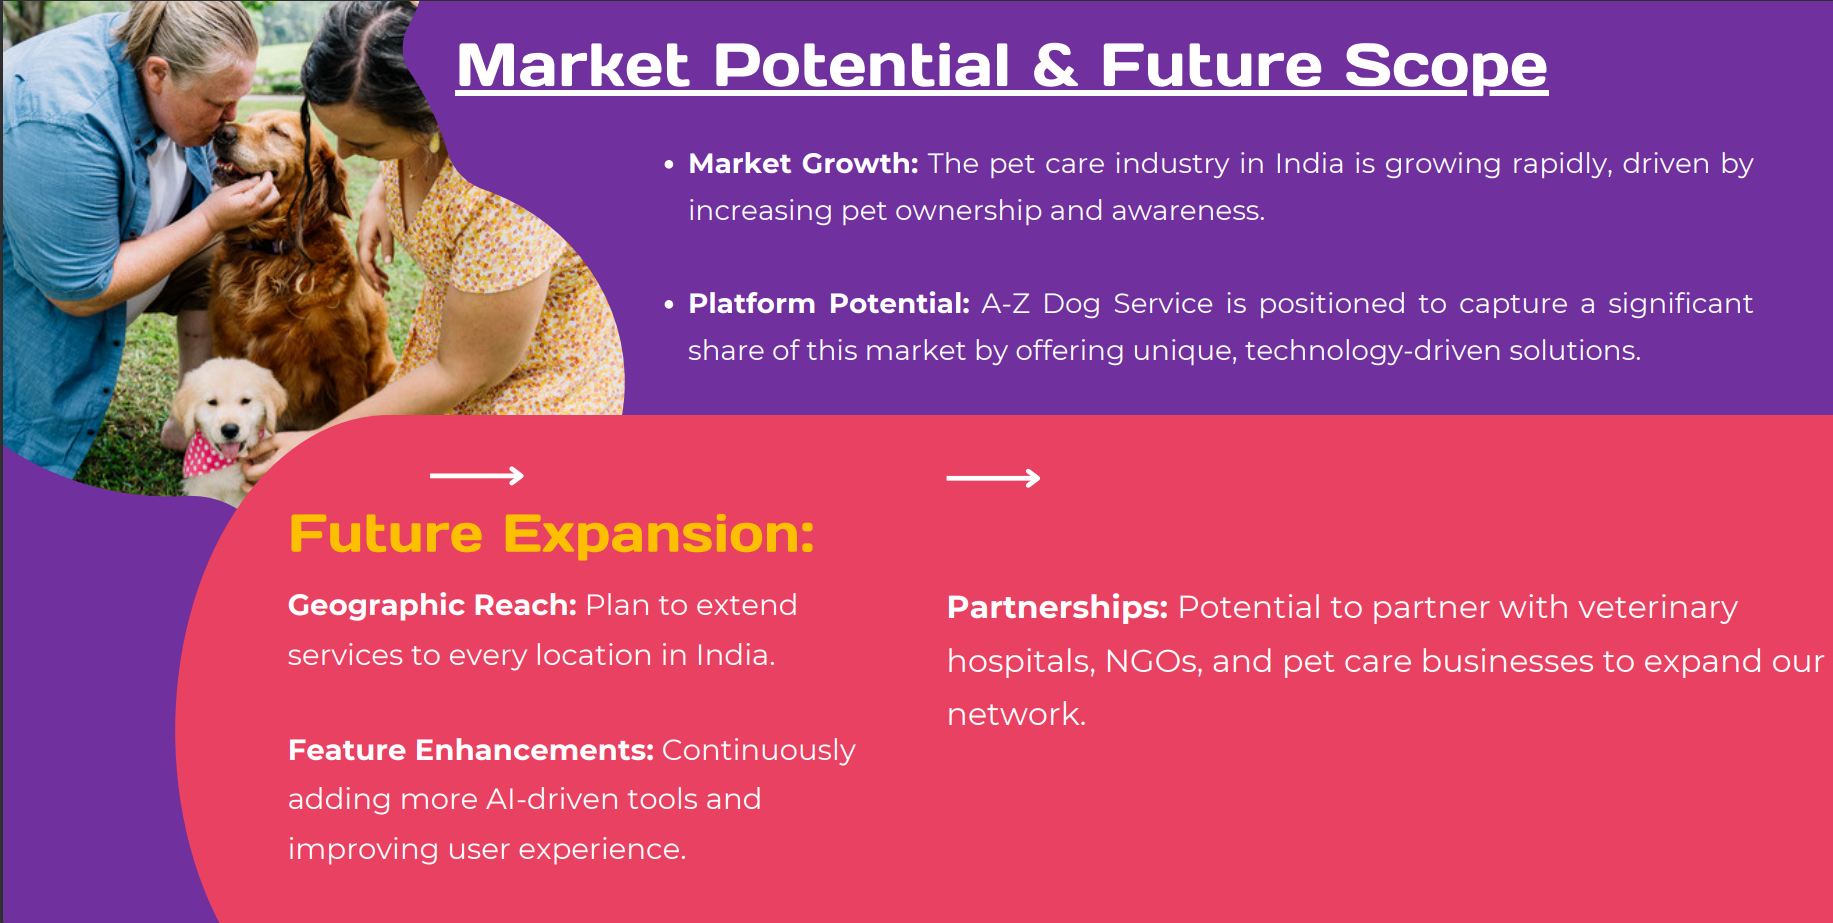 Market Potential & Future Scope
• Market Growth: The pet care industry in India is growing rapidly, driven by
increasing pet ownership and awareness.
• Platform Potential: A-Z Dog Service is positioned to capture a significant
share of this market by offering unique, technology-driven solutions.
Future Expansion:
Geographic Reach: Plan to extend
services to every location in India.
Feature Enhancements: Continuously
adding more AI-driven tools and
improving user experience.
Partnerships: Potential to partner with veterinary
hospitals, NGOs, and pet care businesses to expand our
network.